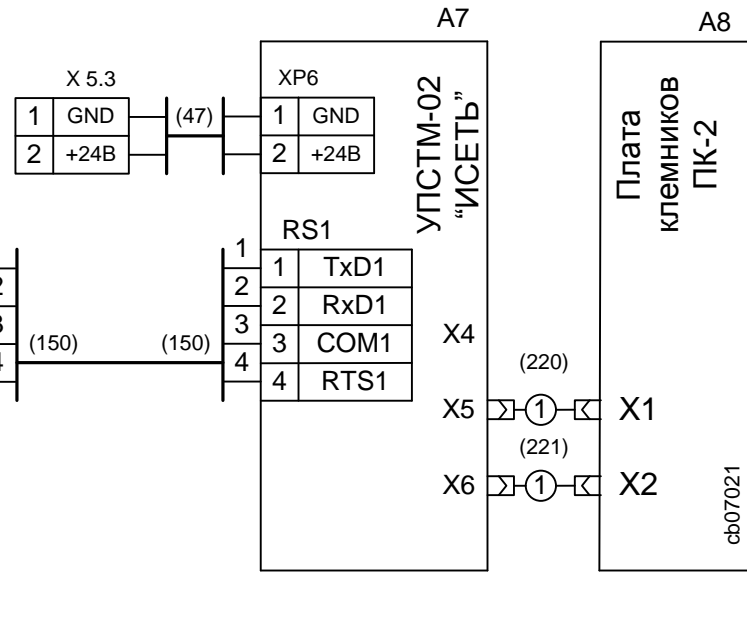 A7
A8
X 5.3
1 GND
2 +24В
(47)
XP6
1 GND
2 +24В
УПСТМ-02
“ИСЕТЬ”
Плата
клемников
ПК-2
RS1
1
2
3
4
1 TxD1
2 RxD1
3 COM1
4 RTS1
(150)
(150)
X4
(220)
X5
1
X1
(221)
X6
1
X2
cb07021